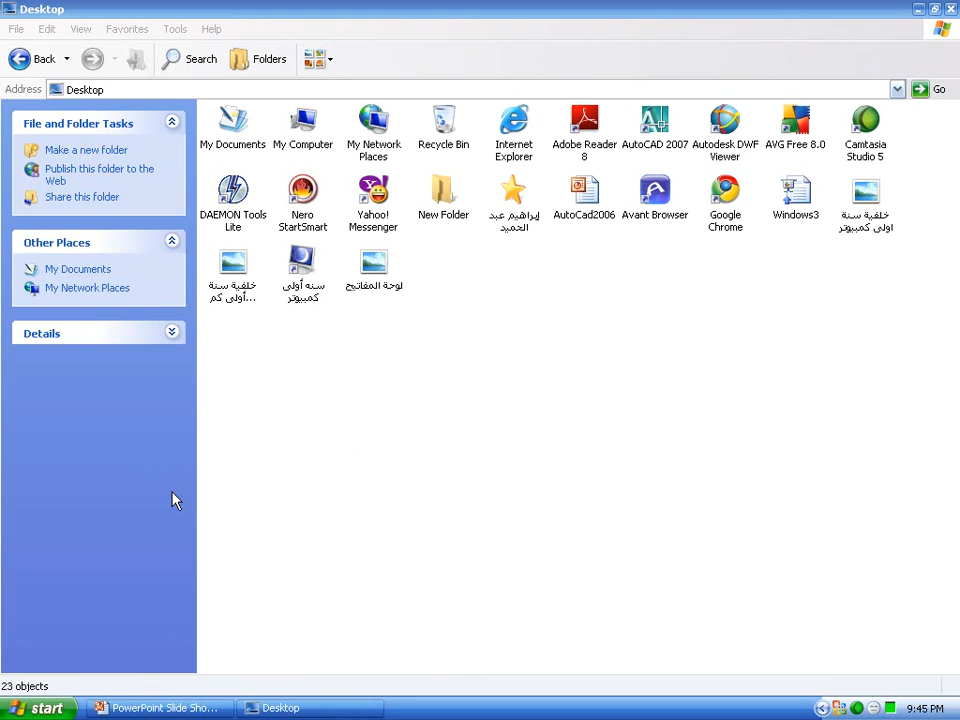 Desktop
File Edit View Favorites Tools Help
Back Search Folders
Address Desktop Go
File and Folder Tasks
Make a new folder
Publish this folder to the
Web
Share this folder
Other Places
My Documents
My Network Places
Details
My Documents
My Computer
My Network
Places
Recycle Bin
Internet
Explorer
Adobe Reader
8
AutoCAD 2007
Autodesk DWF
Viewer
AVG Free 8.0
Camtasia
Studio 5
DAEMON Tools
Lite
Nero
StartSmart
Yahoo!
Messenger
New Folder
إبراهيم عبد
الحميد
AutoCad2006
Avant Browser
Google
Chrome
Windows3
خلفية سنة
اولى كمبيوتر
خلفية سنة
أولى كم...
سنه أولى
كمبيوتر
لوحة المفاتيح
23 objects
start PowerPoint Slide Sho... Desktop 9:45 PM